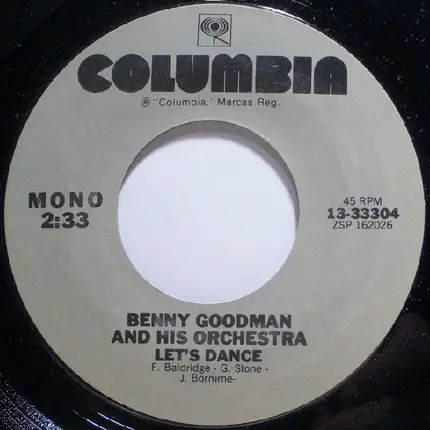 COLUMBIA
® "Columbia," Marcas Reg.
MONO
2:33
45 RPM
13-33304
ZSP 162026
BENNY GOODMAN
AND HIS ORCHESTRA
LET'S DANCE
-F. Baldridge - G. Stone -
J. Bornime-